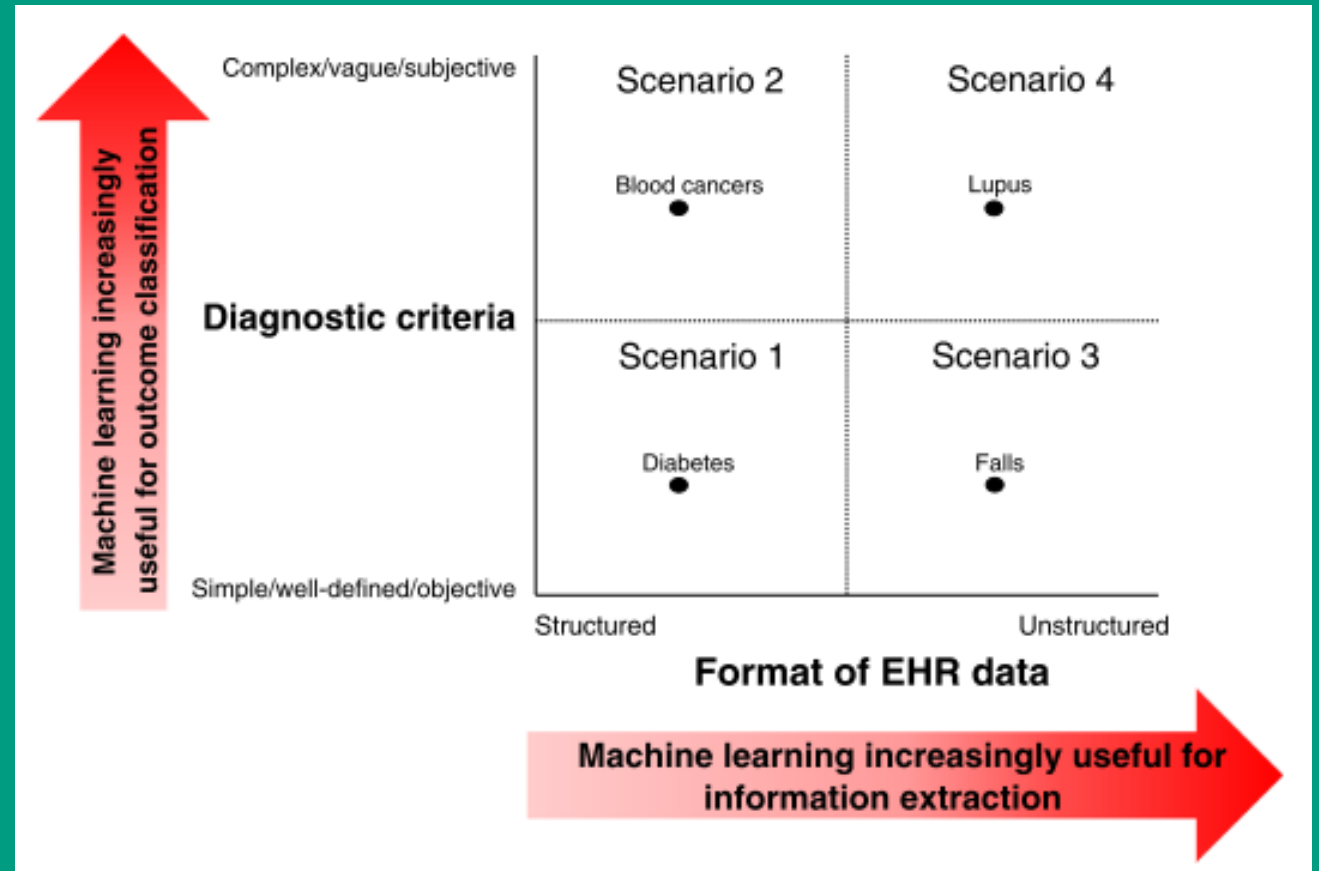 Complex/vague/subjective
Scenario 2
Scenario 4
Blood cancers
Lupus
Machine learning increasingly
useful for outcome classification
Diagnostic criteria
Scenario 1
Scenario 3
Diabetes
Falls
Simple/well-defined/objective
Structured
Unstructured
Format of EHR data
Machine learning increasingly useful for
information extraction